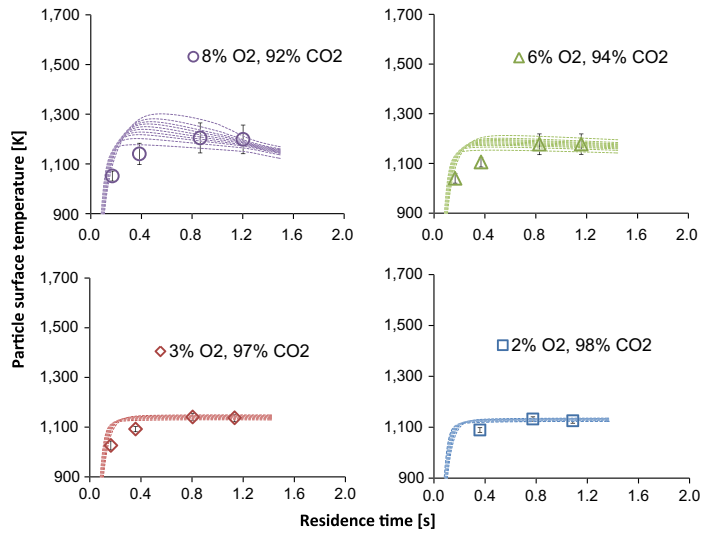 1,700
1,500
1,300
1,100
900
0.0 0.4 0.8 1.2 1.6 2.0
8% O2, 92% CO2
1,700
1,500
1,300
1,100
900
0.0 0.4 0.8 1.2 1.6 2.0
6% O2, 94% CO2
Particle surface temperature [K]
1,700
1,500
1,300
1,100
900
0.0 0.4 0.8 1.2 1.6 2.0
3% O2, 97% CO2
1,700
1,500
1,300
1,100
900
0.0 0.4 0.8 1.2 1.6 2.0
2% O2, 98% CO2
Residence time [s]